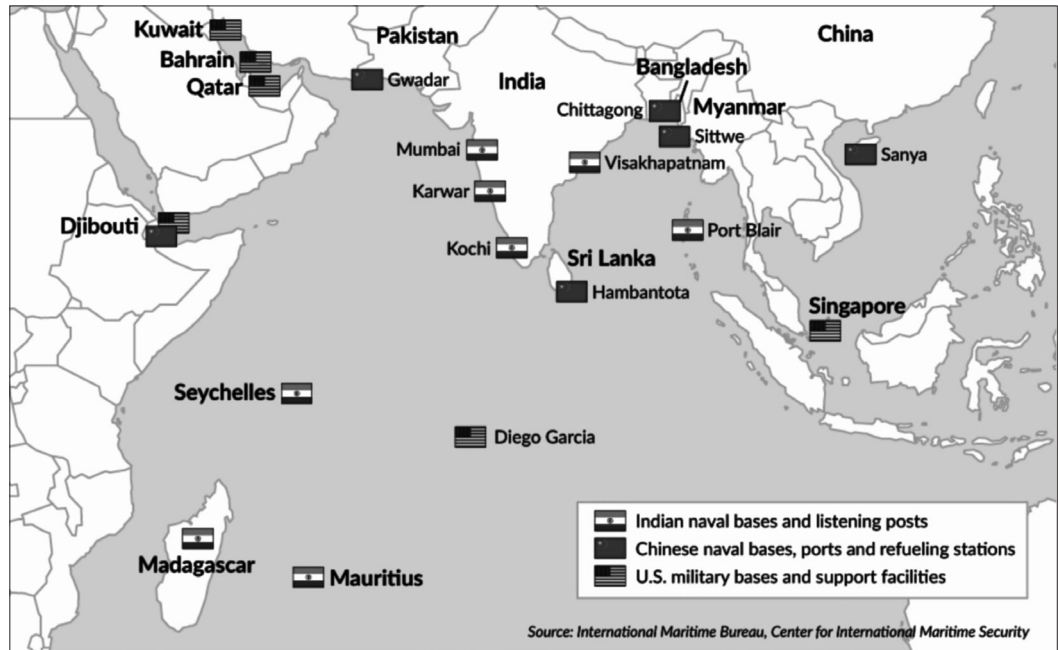 Kuwait
Pakistan
China
Bahrain
Qatar
Gwadar
India
Bangladesh
Chittagong
Myanmar
Sittwe
Mumbai
Visakhapatnam
Sanya
Karwar
Djibouti
Port Blair
Kochi
Sri Lanka
Hambantota
Singapore
Seychelles
Diego Garcia
Indian naval bases and listening posts
Chinese naval bases, ports and refueling stations
U.S. military bases and support facilities
Madagascar
Mauritius
Source: International Maritime Bureau, Center for International Maritime Security